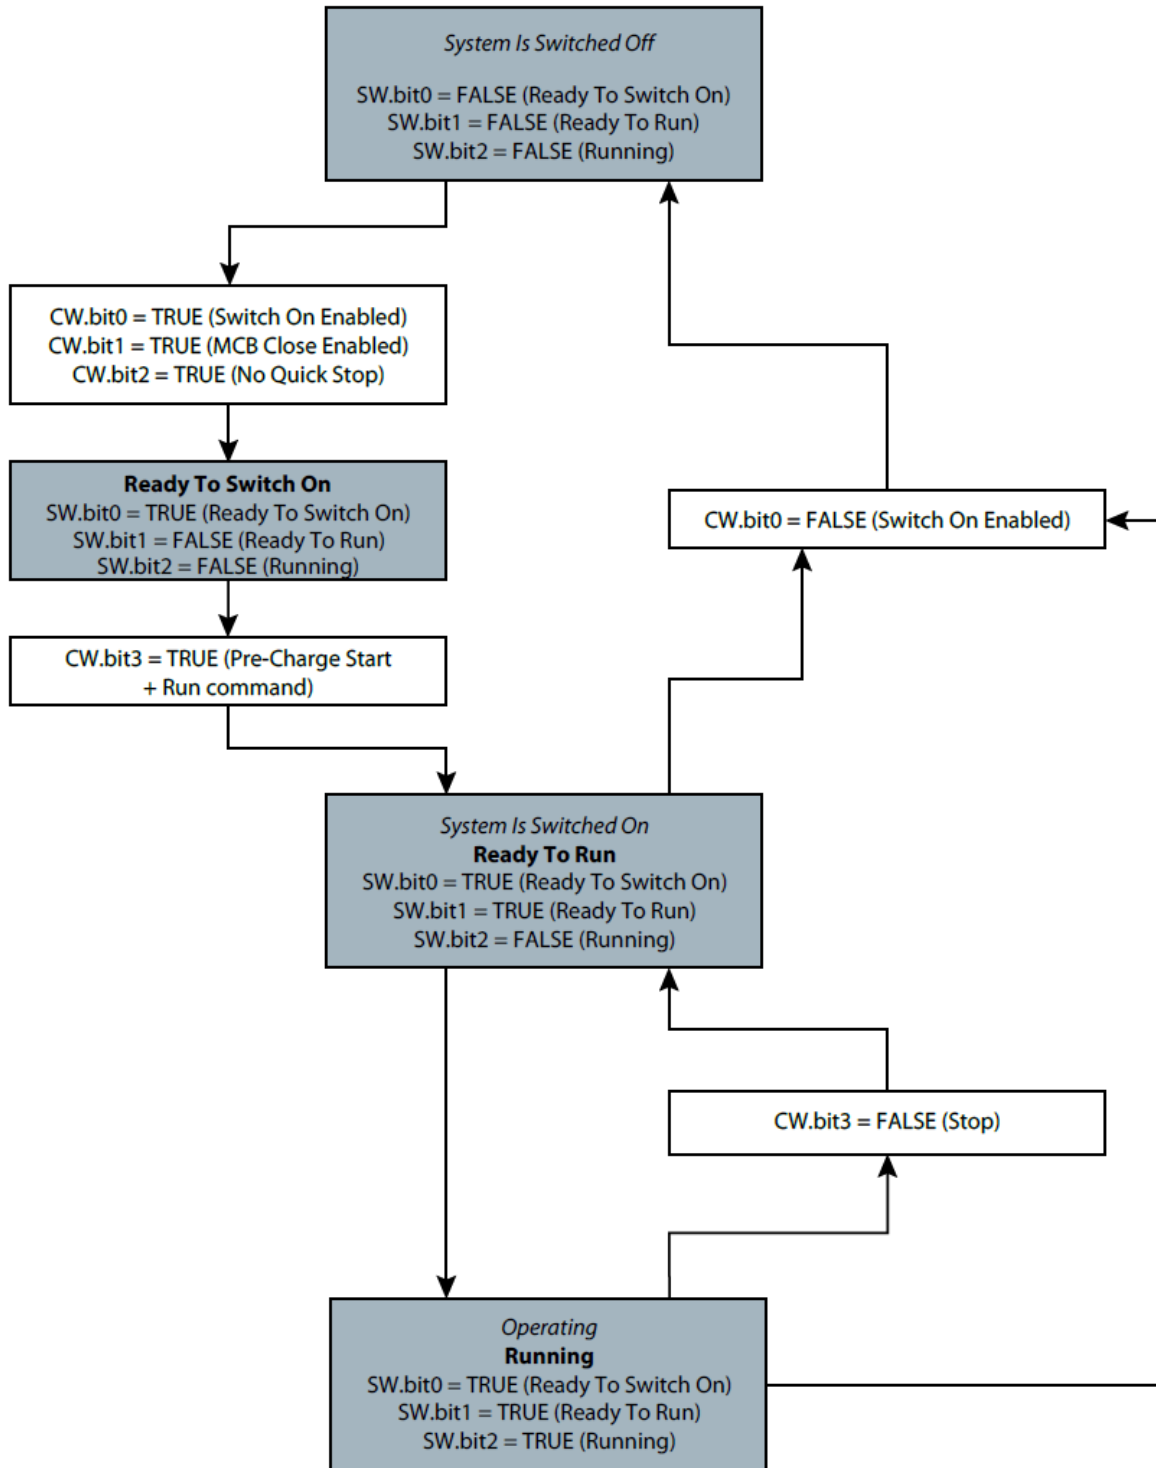 System Is Switched Off
SW.bit0 = FALSE (Ready To Switch On)
SW.bit1 = FALSE (Ready To Run)
SW.bit2 = FALSE (Running)
CW.bit0 = TRUE (Switch On Enabled)
CW.bit1 = TRUE (MCB Close Enabled)
CW.bit2 = TRUE (No Quick Stop)
Ready To Switch On
SW.bit0 = TRUE (Ready To Switch On)
SW.bit1 = FALSE (Ready To Run)
SW.bit2 = FALSE (Running)
CW.bit0 = FALSE (Switch On Enabled)
CW.bit3 = TRUE (Pre-Charge Start
+ Run command)
System Is Switched On
Ready To Run
SW.bit0 = TRUE (Ready To Switch On)
SW.bit1 = TRUE (Ready To Run)
SW.bit2 = FALSE (Running)
CW.bit3 = FALSE (Stop)
Operating
Running
SW.bit0 = TRUE (Ready To Switch On)
SW.bit1 = TRUE (Ready To Run)
SW.bit2 = TRUE (Running)